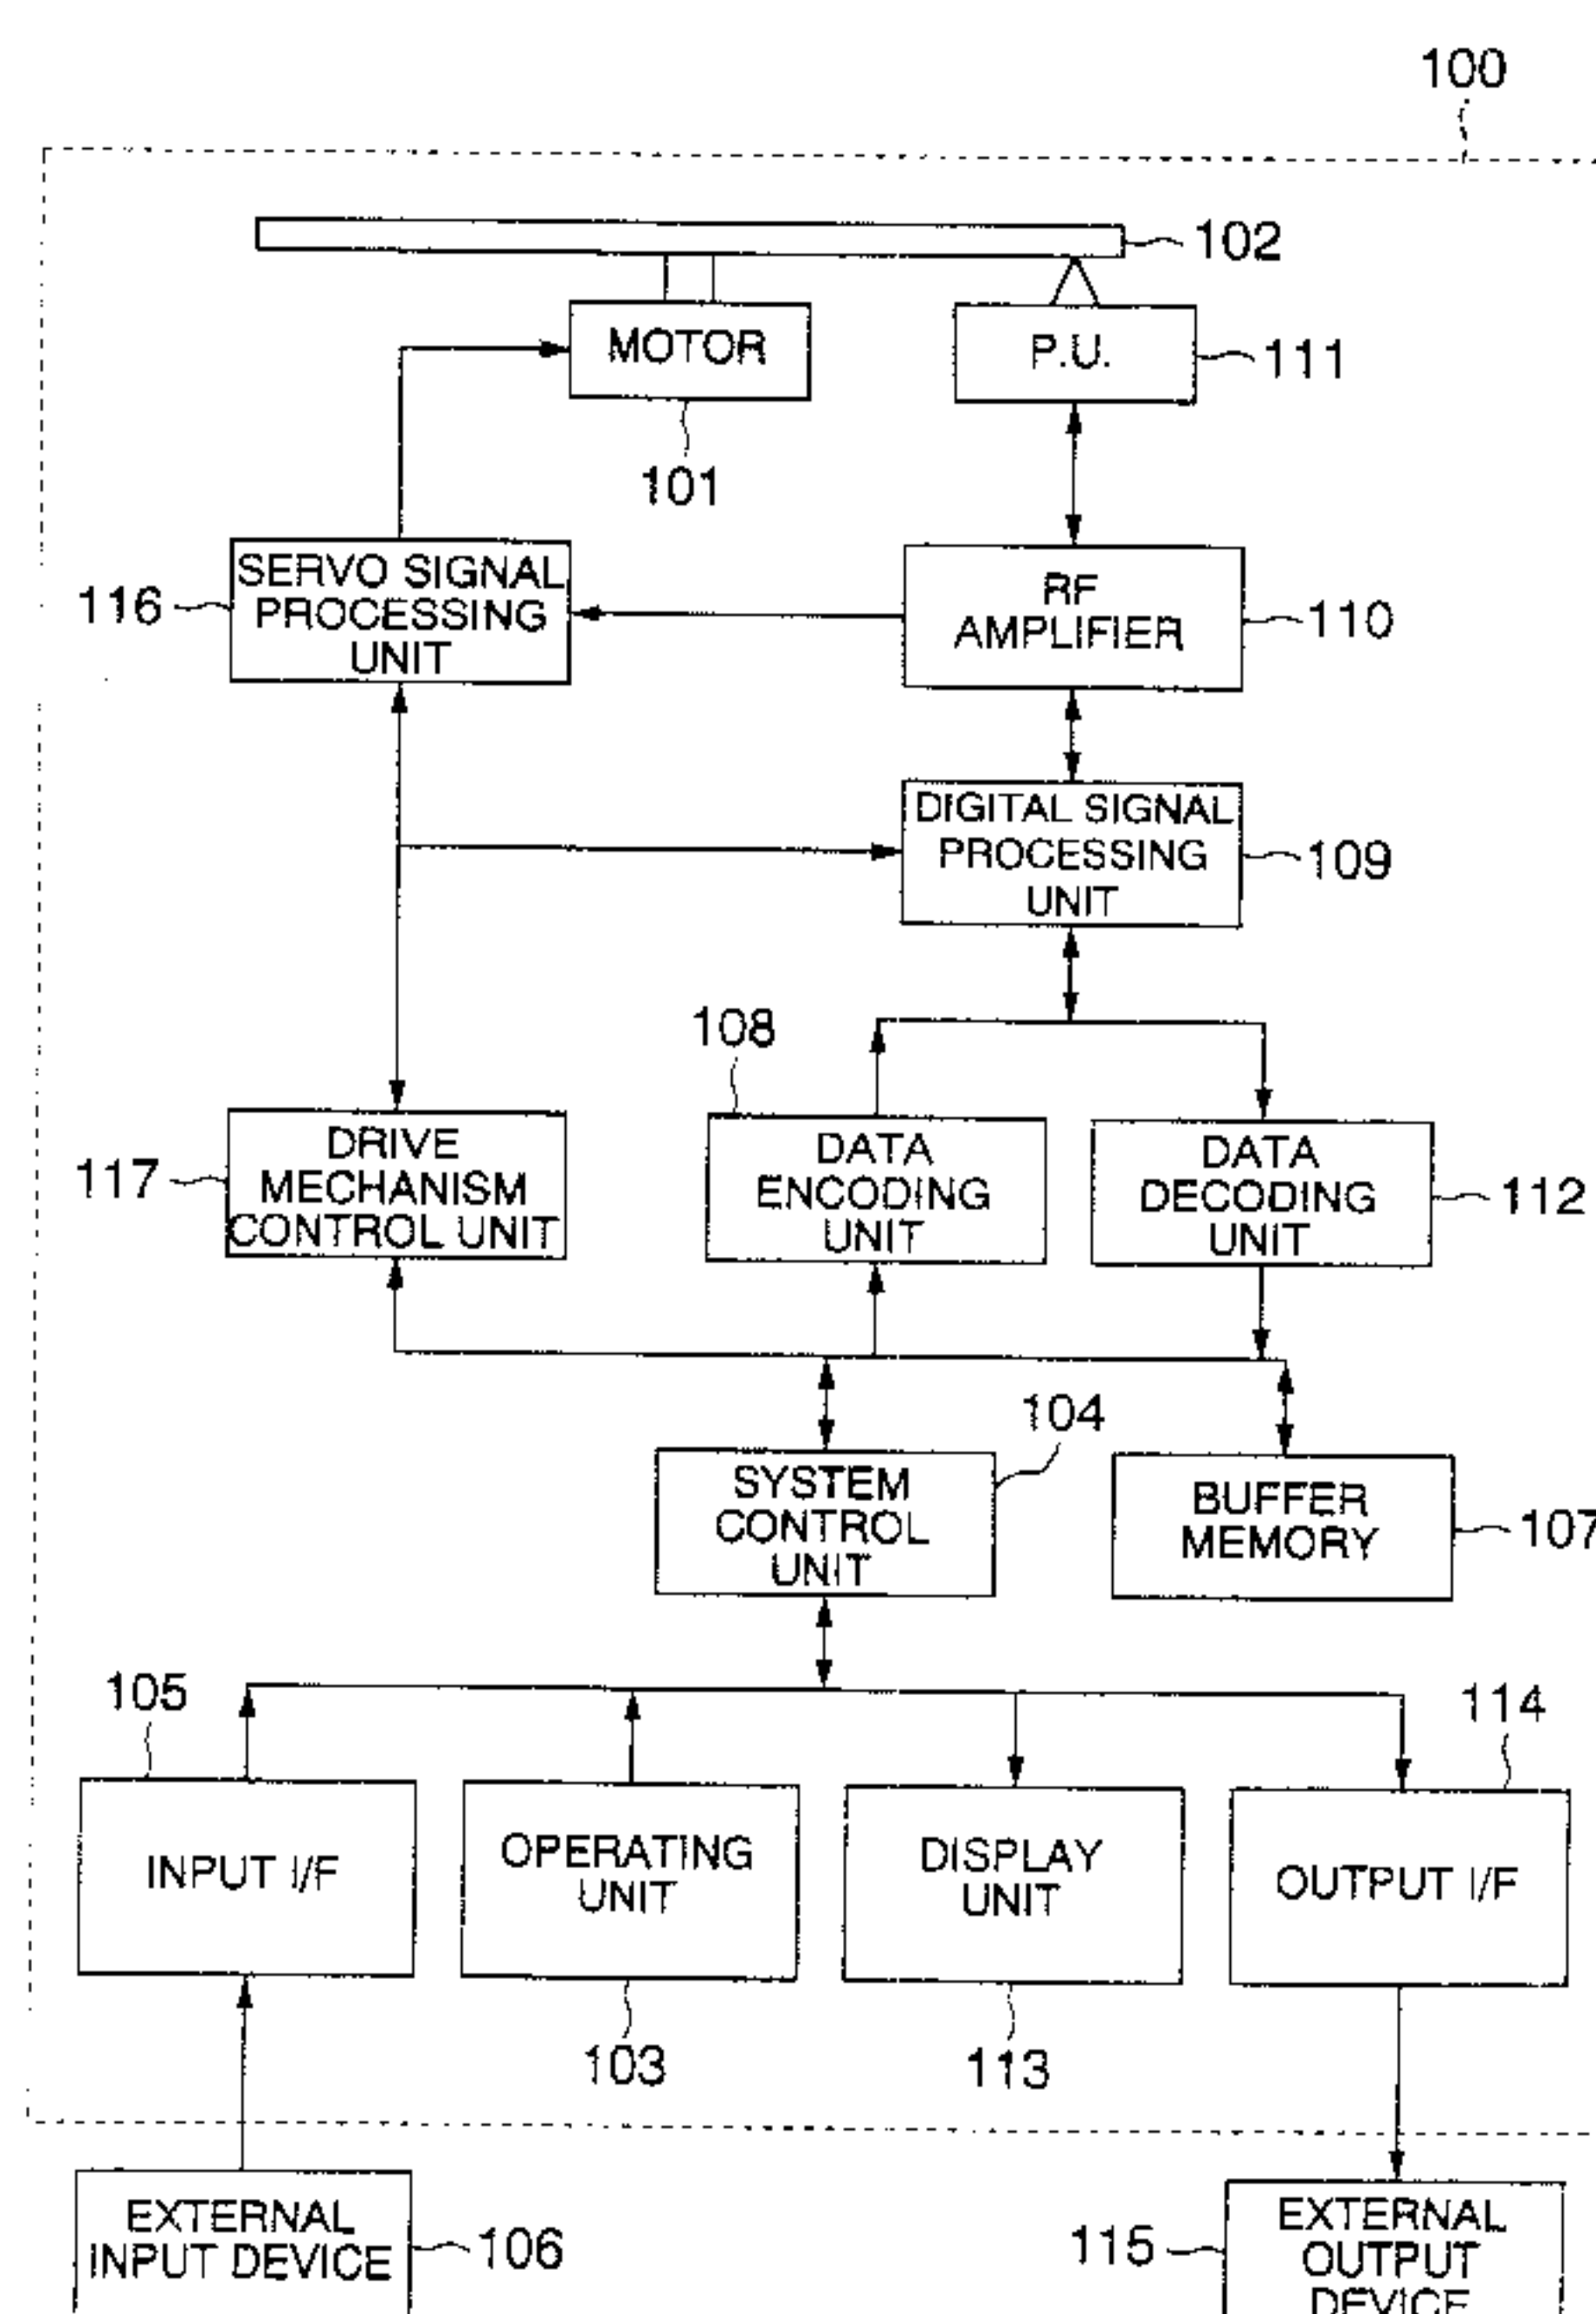 100
102
MOTOR
P.U.
111
101
SERVO SIGNAL
PROCESSING
UNIT
116
RF
AMPLIFIER
110
DIGITAL SIGNAL
PROCESSING
UNIT
109
108
DRIVE
MECHANISM
CONTROL UNIT
117
DATA
ENCODING
UNIT
DATA
DECODING
UNIT
112
104
SYSTEM
CONTROL
UNIT
BUFFER
MEMORY
107
105
114
INPUT I/F
OPERATING
UNIT
DISPLAY
UNIT
OUTPUT I/F
103
113
EXTERNAL
INPUT DEVICE
106
115
EXTERNAL
OUTPUT
DEVICE